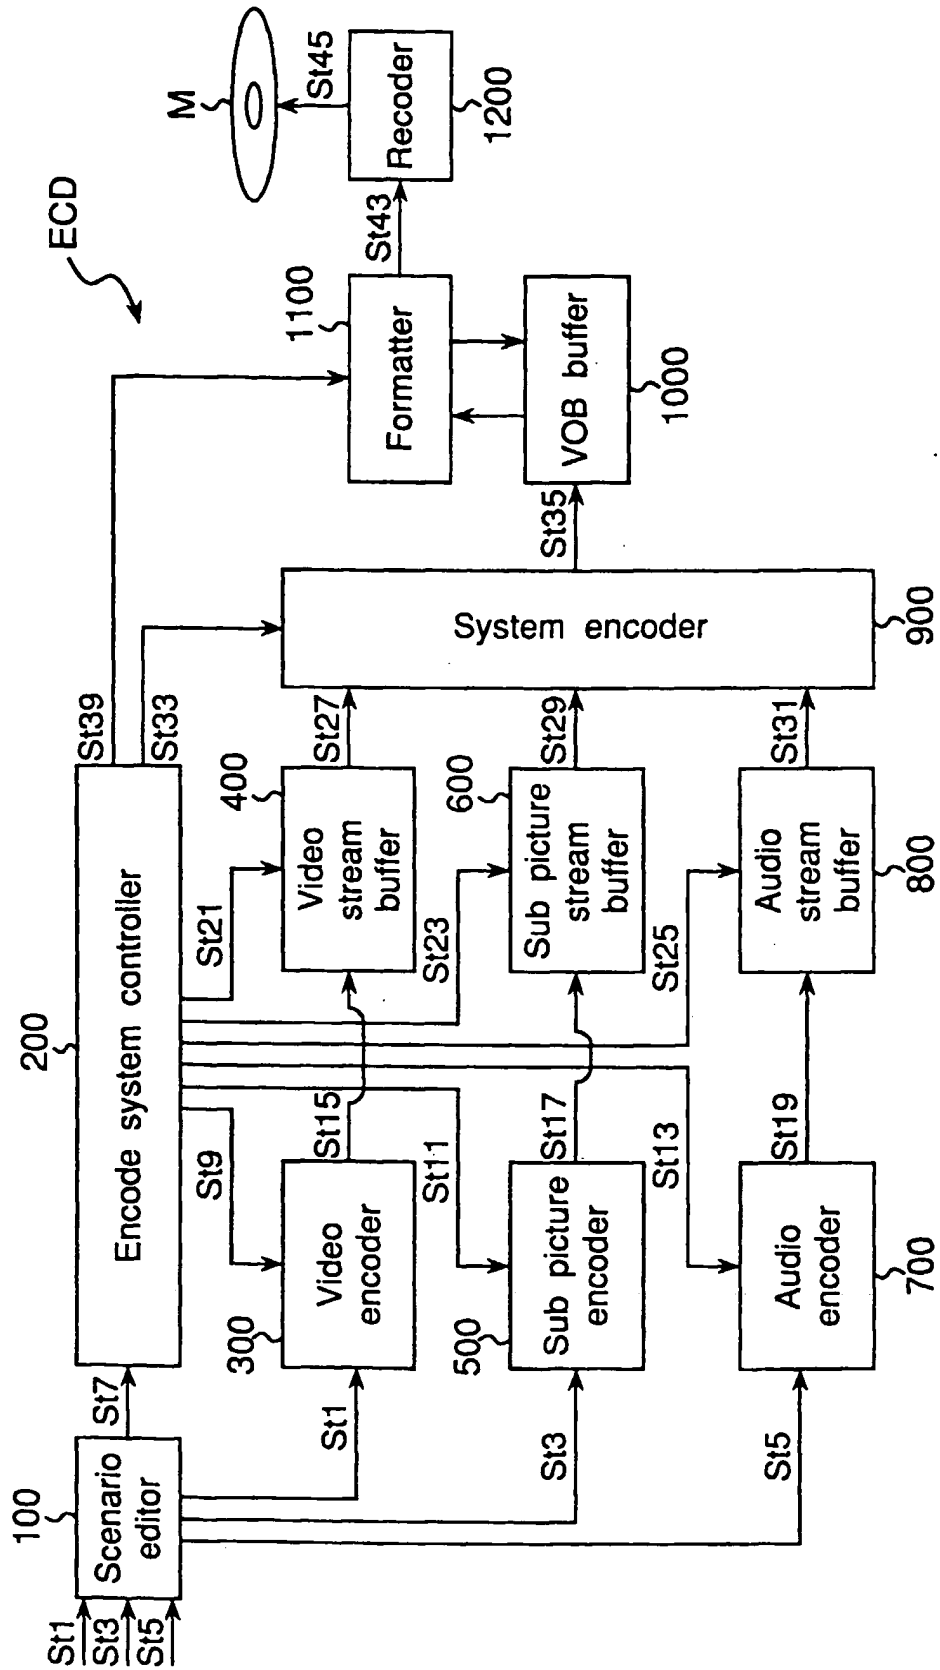 ECD
M
St45
Recoder
1200
St43
1100
Formatter
VOB buffer
1000
St35
System encoder
900
St39
St33
200
Encode system controller
St7
100
Scenario
editor
St1
St3
St5
St21
400
Video
stream
buffer
St27
St9
St15
300
Video
encoder
St1
St23
600
Sub picture
stream
buffer
St29
St11
St17
500
Sub picture
encoder
St3
St25
Audio
stream
buffer
800
St31
St13
St19
Audio
encoder
700
St5